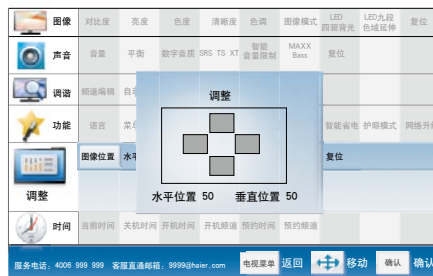 图像 对比度 亮度 色度 清晰度 色调 图像模式 LED四驱背光 LED九段色域延伸 复位
声音 音量 平衡 数字音质 SRS TS XT 智能音量限制 MAXX Bass 复位
调谐 频道编辑
调整
功能 语言 智能省电 护眼模式
图像位置 复位
水平位置 50 垂直位置 50
调整
时间 当前时间 关机时间 开机时间 开机频道 预约时间 预约频道
服务电话：4006 999 999 客服直通邮箱：9999@haier.com 电视菜单 返回 移动 确认 确认